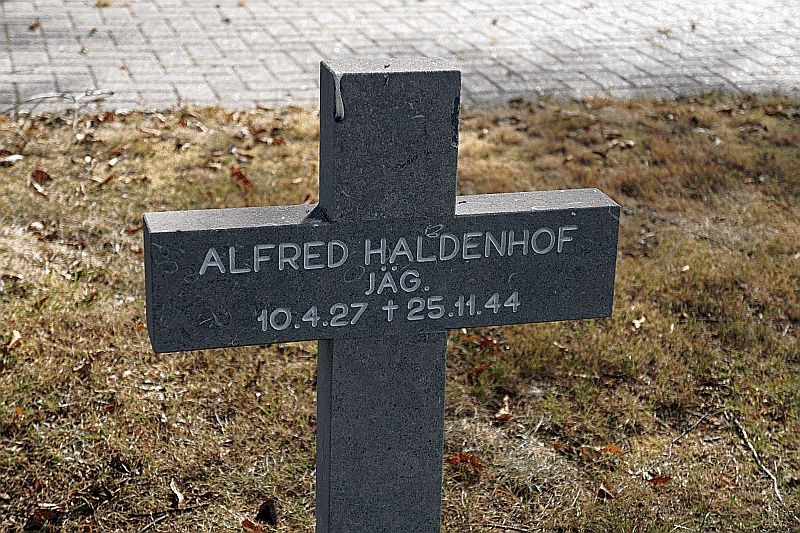 ALFRED HALDENHOF
JÄG.
10.4.27 ✝ 25.11.44